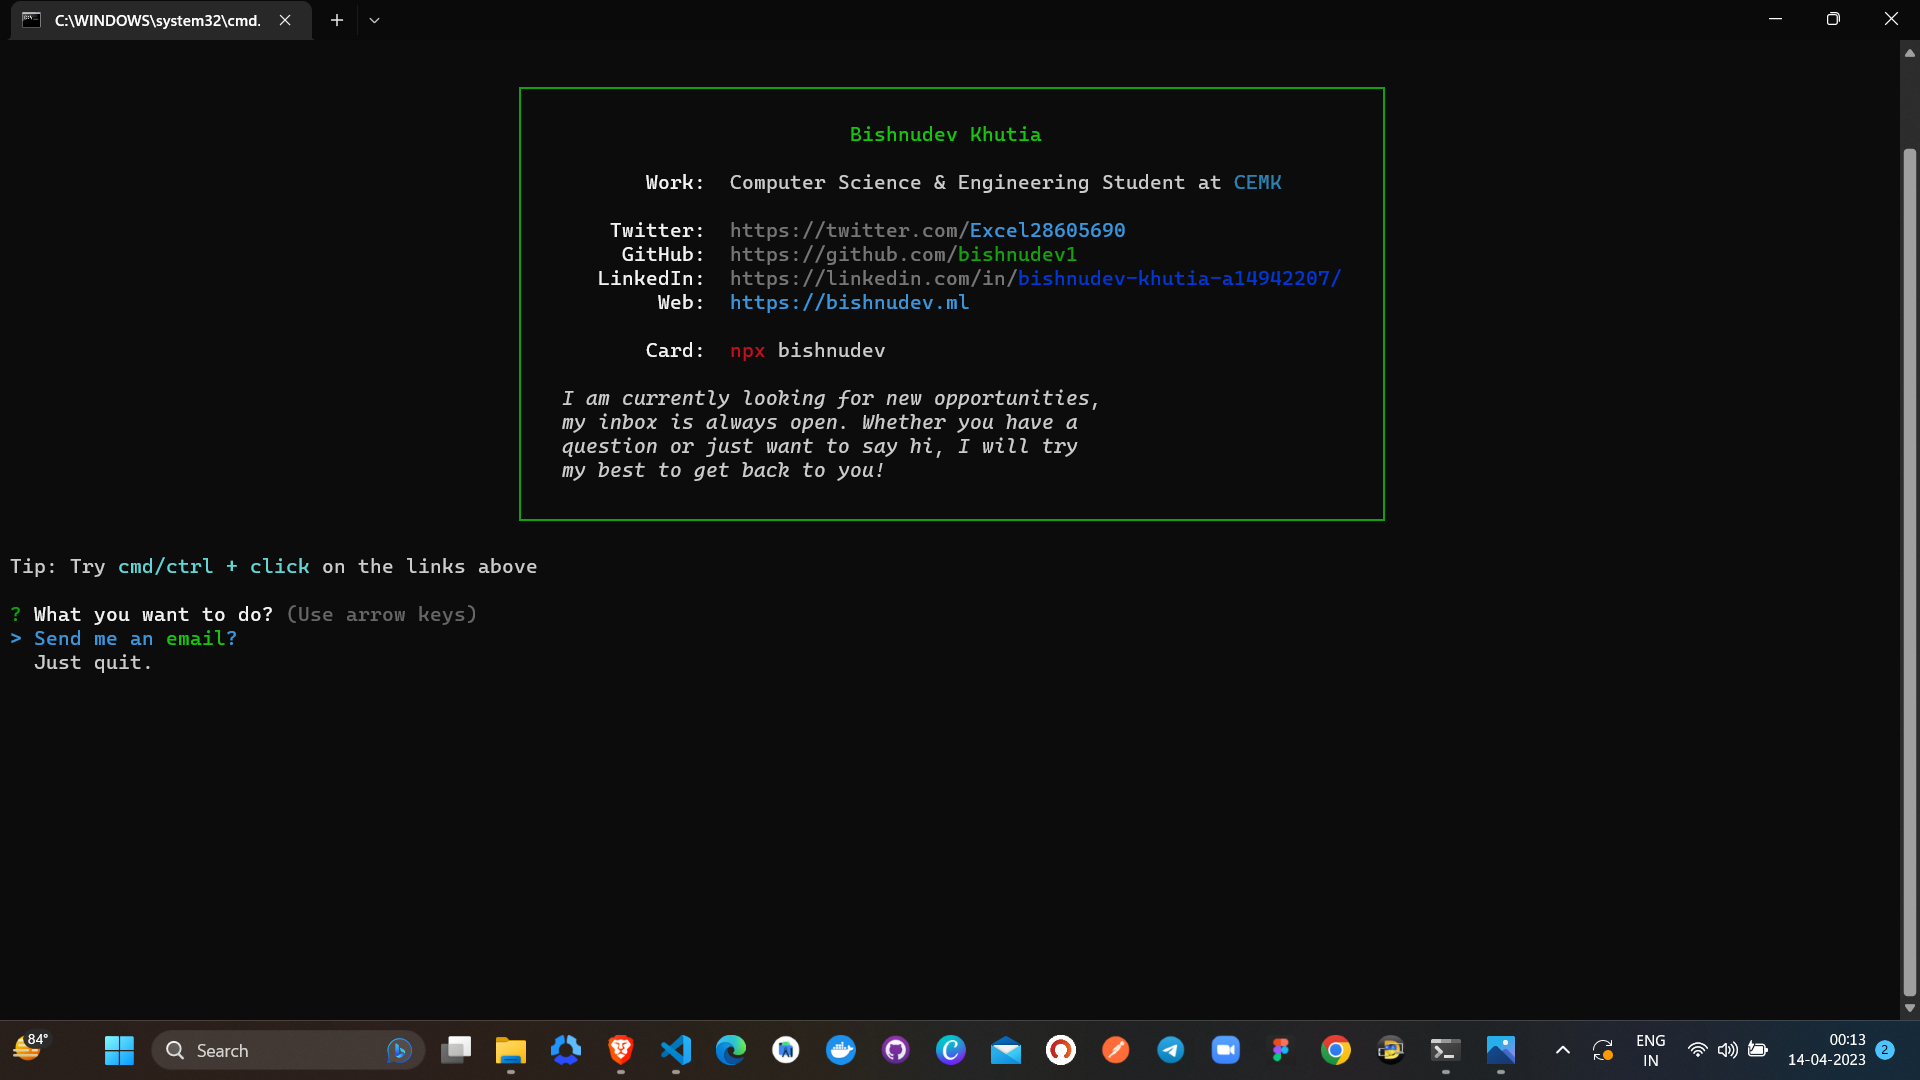 C:\WINDOWS\system32\cmd.
Bishnudev Khutia
Work: Computer Science & Engineering Student at CEMK
Twitter: https://twitter.com/Excel28605690
GitHub: https://github.com/bishnudev1
LinkedIn: https://linkedin.com/in/bishnudev-khutia-a14942207/
Web: https://bishnudev.ml
Card: npx bishnudev
I am currently looking for new opportunities,
my inbox is always open. Whether you have a
question or just want to say hi, I will try
my best to get back to you!
Tip: Try cmd/ctrl + click on the links above
? What you want to do? (Use arrow keys)
> Send me an email?
Just quit.
84°
Search
ENG
IN
00:13
14-04-2023
2